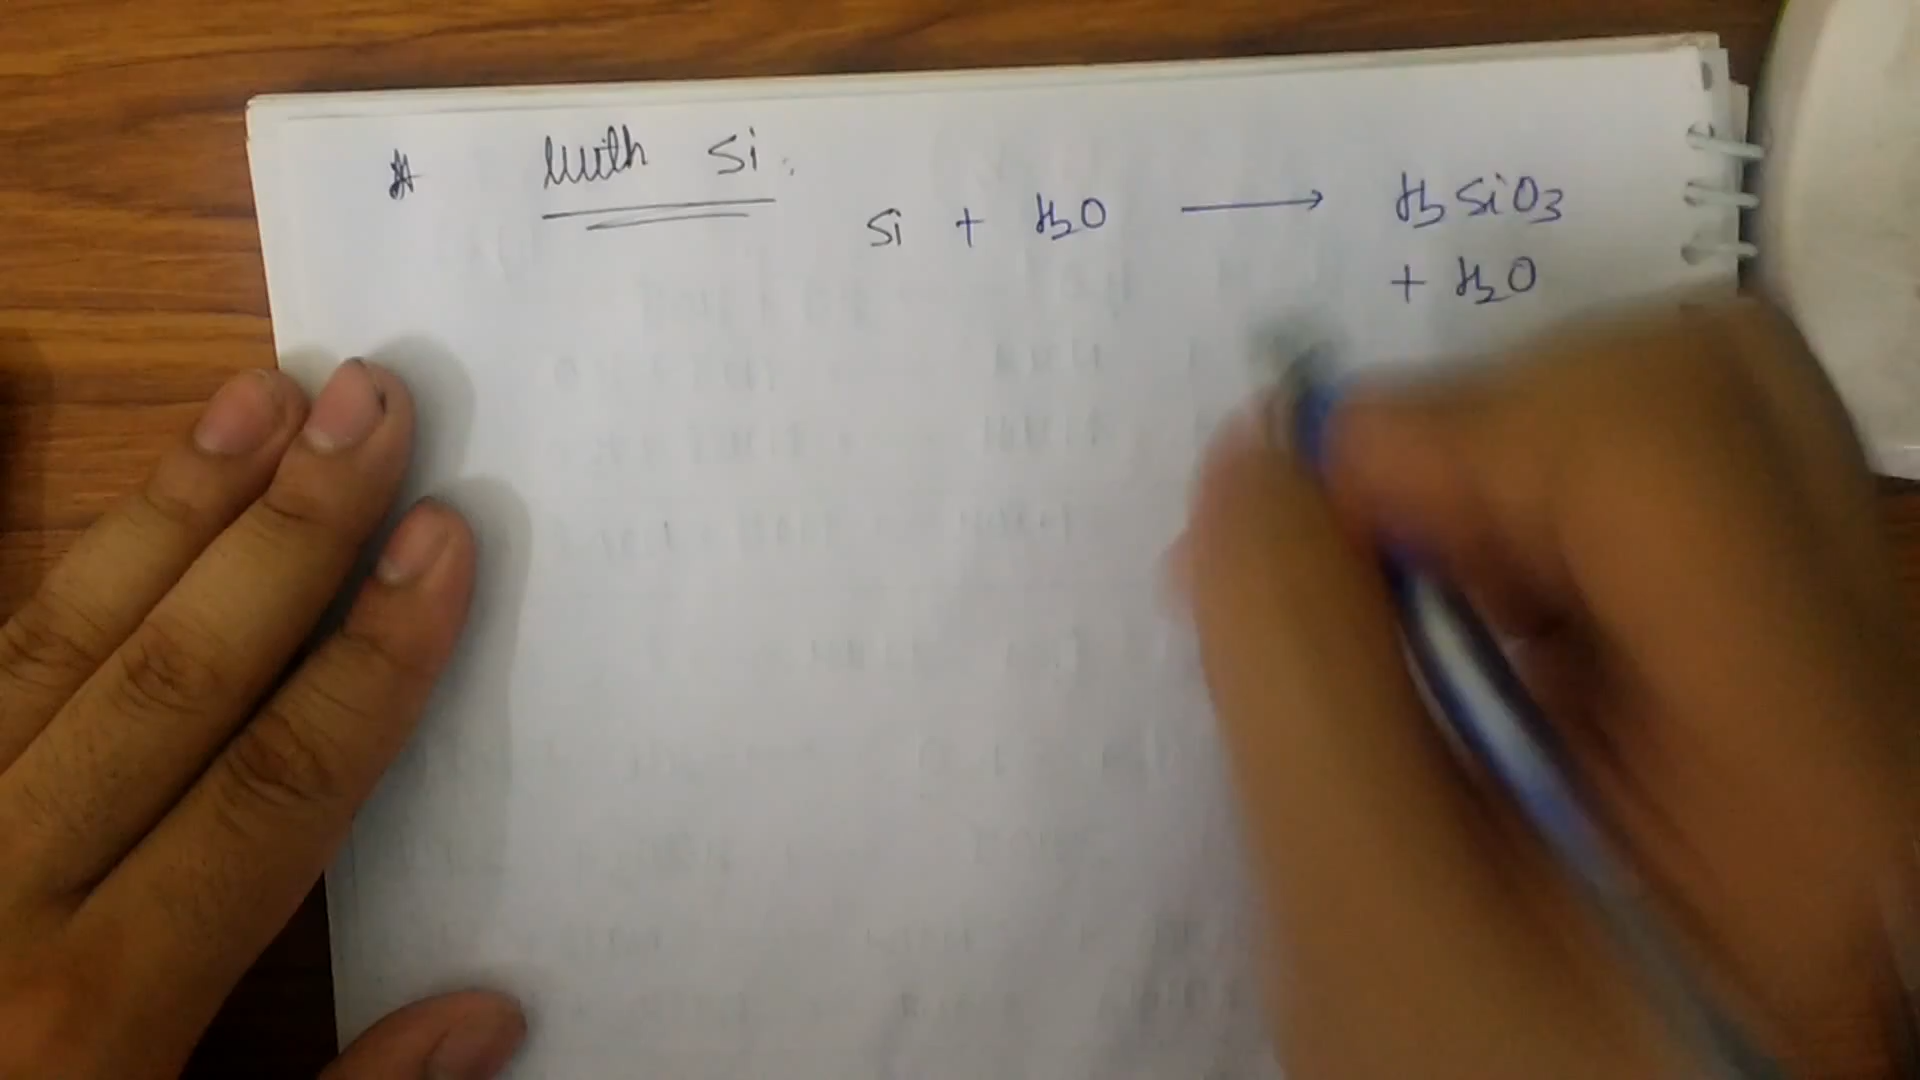 * With Si.
Si + H2O ⟶ H2SiO3
+ H2O